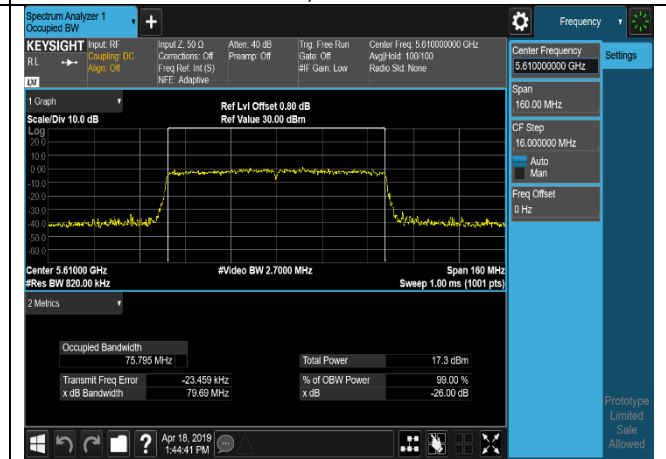 Spectrum Analyzer 1
Occupied BW
+
Frequency
KEYSIGHT
Input: RF
Coupling: DC
Align: Off
Input Z: 50 Ω
Corrections: Off
Freq Ref: Int (S)
NFE: Adaptive
Atten: 40 dB
Preamp: Off
Trig: Free Run
Gate: Off
#IF Gain: Low
Center Freq: 5.610000000 GHz
Avg|Hold: 100/100
Radio Std: None
RL
LXI
Center Frequency
5.610000000 GHz
Settings
Span
160.00 MHz
CF Step
16.000000 MHz
Auto
Man
Freq Offset
0 Hz
1 Graph
Scale/Div 10.0 dB
Ref Lvl Offset 0.80 dB
Ref Value 30.00 dBm
Log
20.0
10.0
0.00
-10.0
-20.0
-30.0
-40.0
-50.0
-60.0
Center 5.61000 GHz
#Video BW 2.7000 MHz
Span 160 MHz
#Res BW 820.00 kHz
Sweep 1.00 ms (1001 pts)
2 Metrics
Occupied Bandwidth
75.795 MHz
Total Power
17.3 dBm
Transmit Freq Error
-23.459 kHz
% of OBW Power
99.00 %
x dB Bandwidth
79.69 MHz
x dB
-26.00 dB
Prototype
Limited
Sale
Allowed
?
Apr 18, 2019
1:44:41 PM